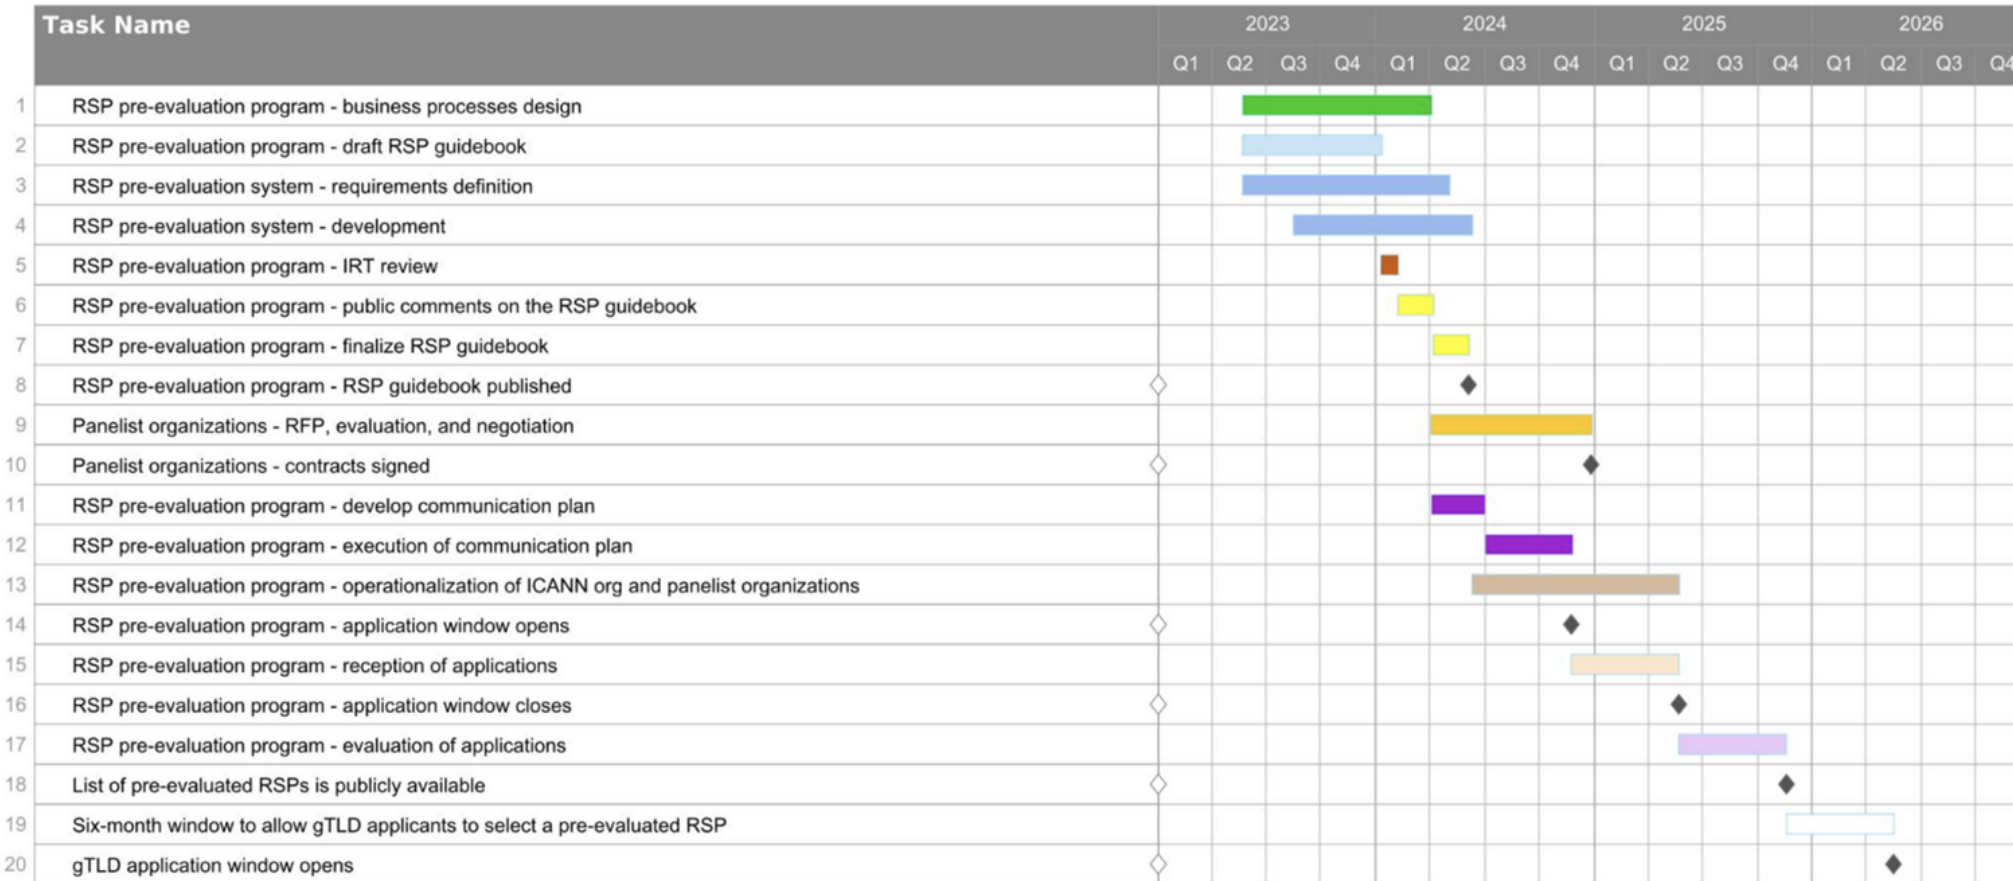 Task Name 2023 2024 2025 2026
Q1 Q2 Q3 Q4 Q1 Q2 Q3 Q4 Q1 Q2 Q3 Q4 Q1 Q2 Q3 Q4
1 RSP pre-evaluation program - business processes design
2 RSP pre-evaluation program - draft RSP guidebook
3 RSP pre-evaluation system - requirements definition
4 RSP pre-evaluation system - development
5 RSP pre-evaluation program - IRT review
6 RSP pre-evaluation program - public comments on the RSP guidebook
7 RSP pre-evaluation program - finalize RSP guidebook
8 RSP pre-evaluation program - RSP guidebook published
9 Panelist organizations - RFP, evaluation, and negotiation
10 Panelist organizations - contracts signed
11 RSP pre-evaluation program - develop communication plan
12 RSP pre-evaluation program - execution of communication plan
13 RSP pre-evaluation program - operationalization of ICANN org and panelist organizations
14 RSP pre-evaluation program - application window opens
15 RSP pre-evaluation program - reception of applications
16 RSP pre-evaluation program - application window closes
17 RSP pre-evaluation program - evaluation of applications
18 List of pre-evaluated RSPs is publicly available
19 Six-month window to allow gTLD applicants to select a pre-evaluated RSP
20 gTLD application window opens